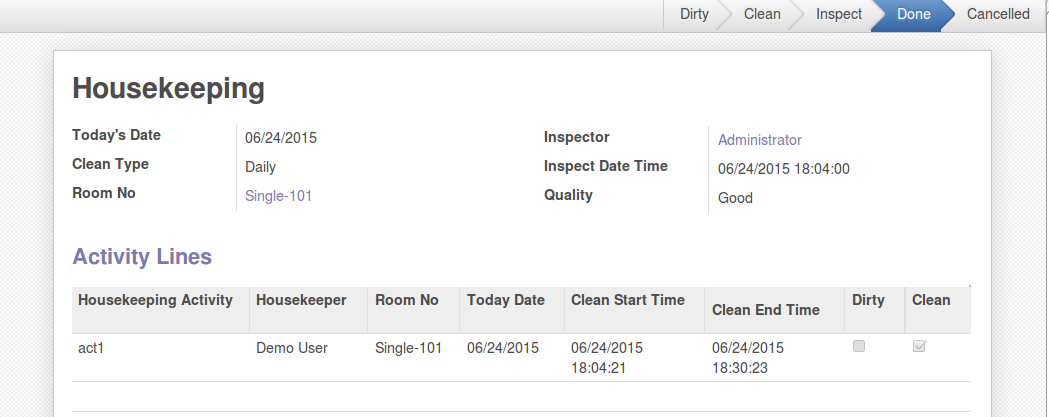 Dirty Clean Inspect Done Cancelled
Housekeeping
Today's Date 06/24/2015 Inspector Administrator
Clean Type Daily Inspect Date Time 06/24/2015 18:04:00
Room No Single-101 Quality Good
Activity Lines
Housekeeping Activity Housekeeper Room No Today Date Clean Start Time Clean End Time Dirty Clean
act1 Demo User Single-101 06/24/2015 06/24/2015 06/24/2015
18:04:21 18:30:23